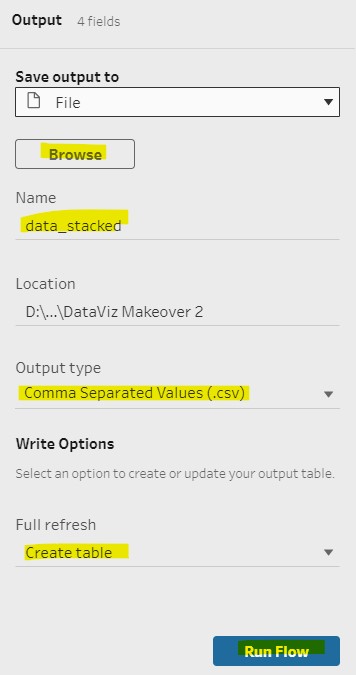 Output 4 fields
Save output to
File
Browse
Name
data_stacked
Location
D:\...\DataViz Makeover 2
Output type
Comma Separated Values (.csv)
Write Options
Select an option to create or update your output table.
Full refresh
Create table
Run Flow